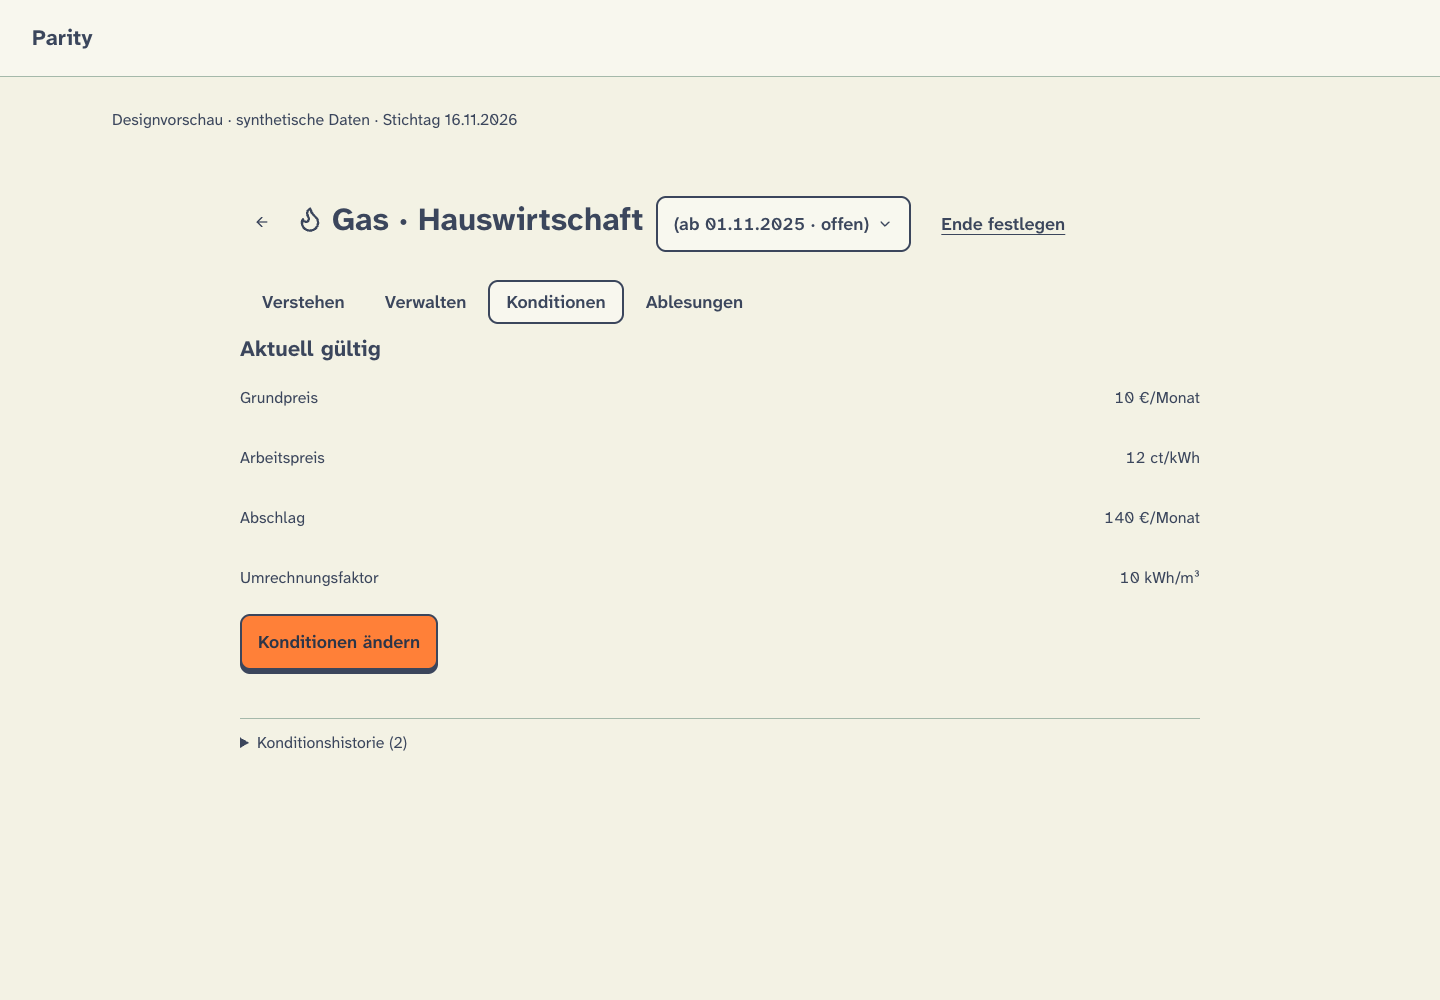 Parity
Designvorschau · synthetische Daten · Stichtag 16.11.2026
Gas · Hauswirtschaft (ab 01.11.2025 · offen) Ende festlegen
Verstehen Verwalten Konditionen Ablesungen
Aktuell gültig
Grundpreis 10 €/Monat
Arbeitspreis 12 ct/kWh
Abschlag 140 €/Monat
Umrechnungsfaktor 10 kWh/m³
Konditionen ändern
Konditionshistorie (2)